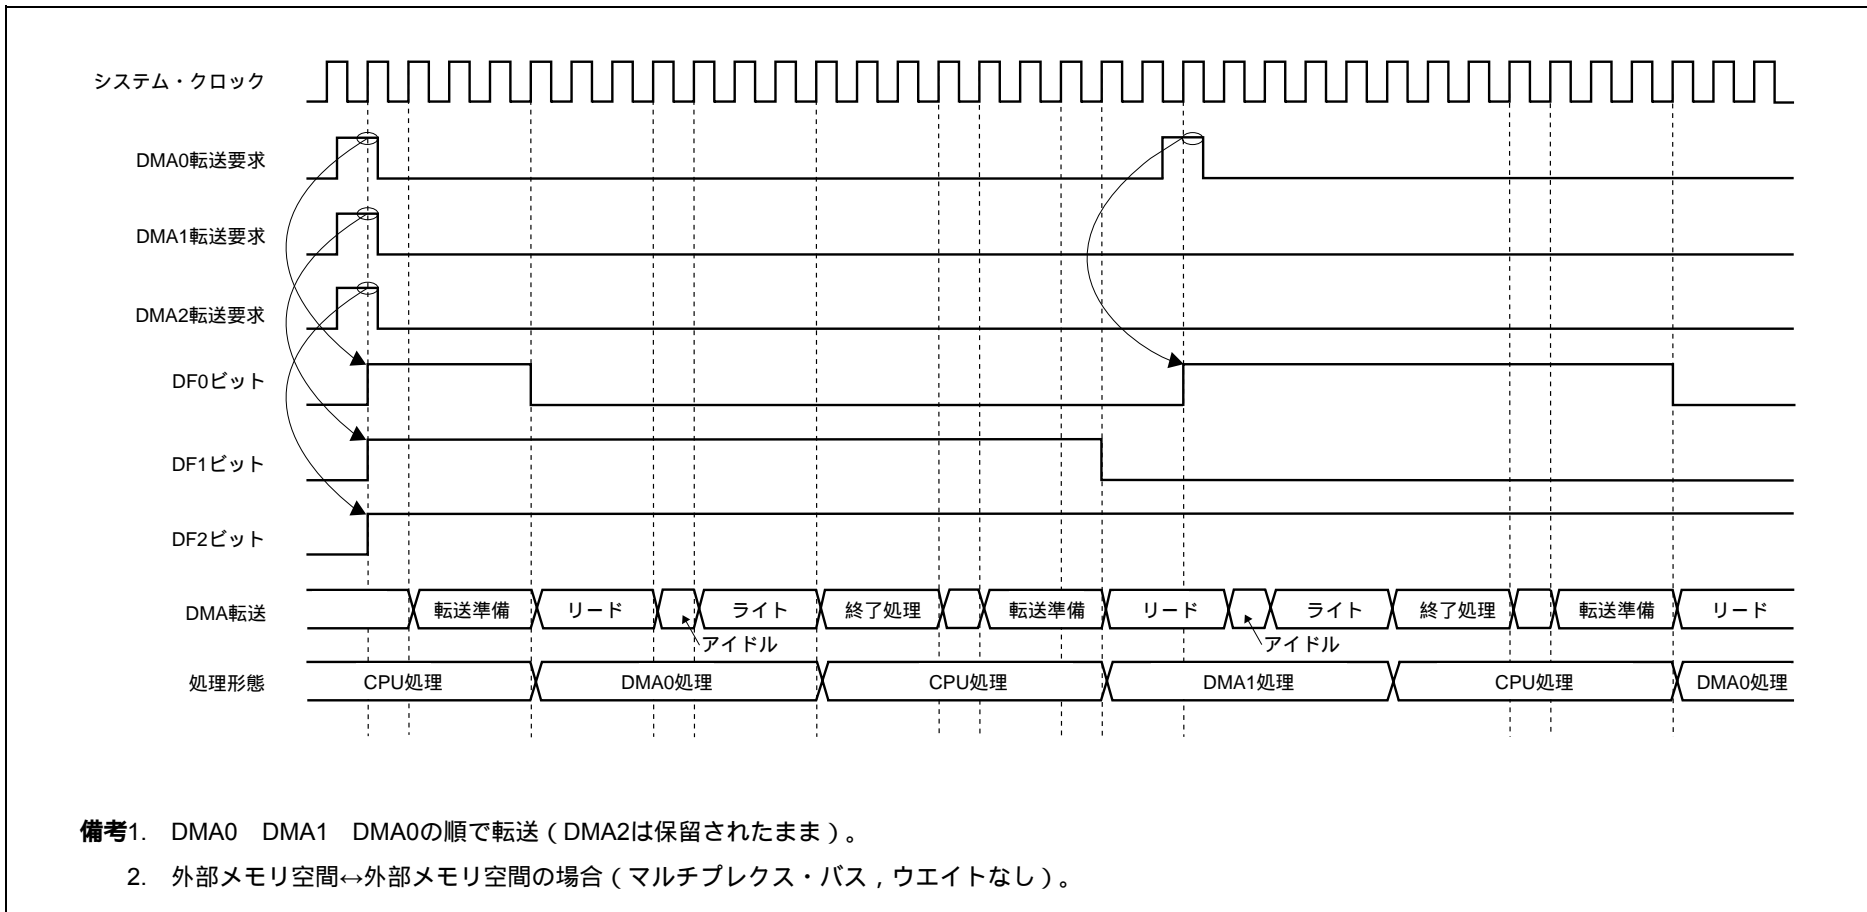 システム・クロック
DMA0転送要求
DMA1転送要求
DMA2転送要求
DF0ビット
DF1ビット
DF2ビット
DMA転送 転送準備 リード ライト 終了処理 転送準備 リード ライト 終了処理 転送準備 リード
アイドル アイドル
処理形態 CPU処理 DMA0処理 CPU処理 DMA1処理 CPU処理 DMA0処理
備考1. DMA0 DMA1 DMA0の順で転送（DMA2は保留されたまま）。
2. 外部メモリ空間↔外部メモリ空間の場合（マルチプレクス・バス，ウエイトなし）。